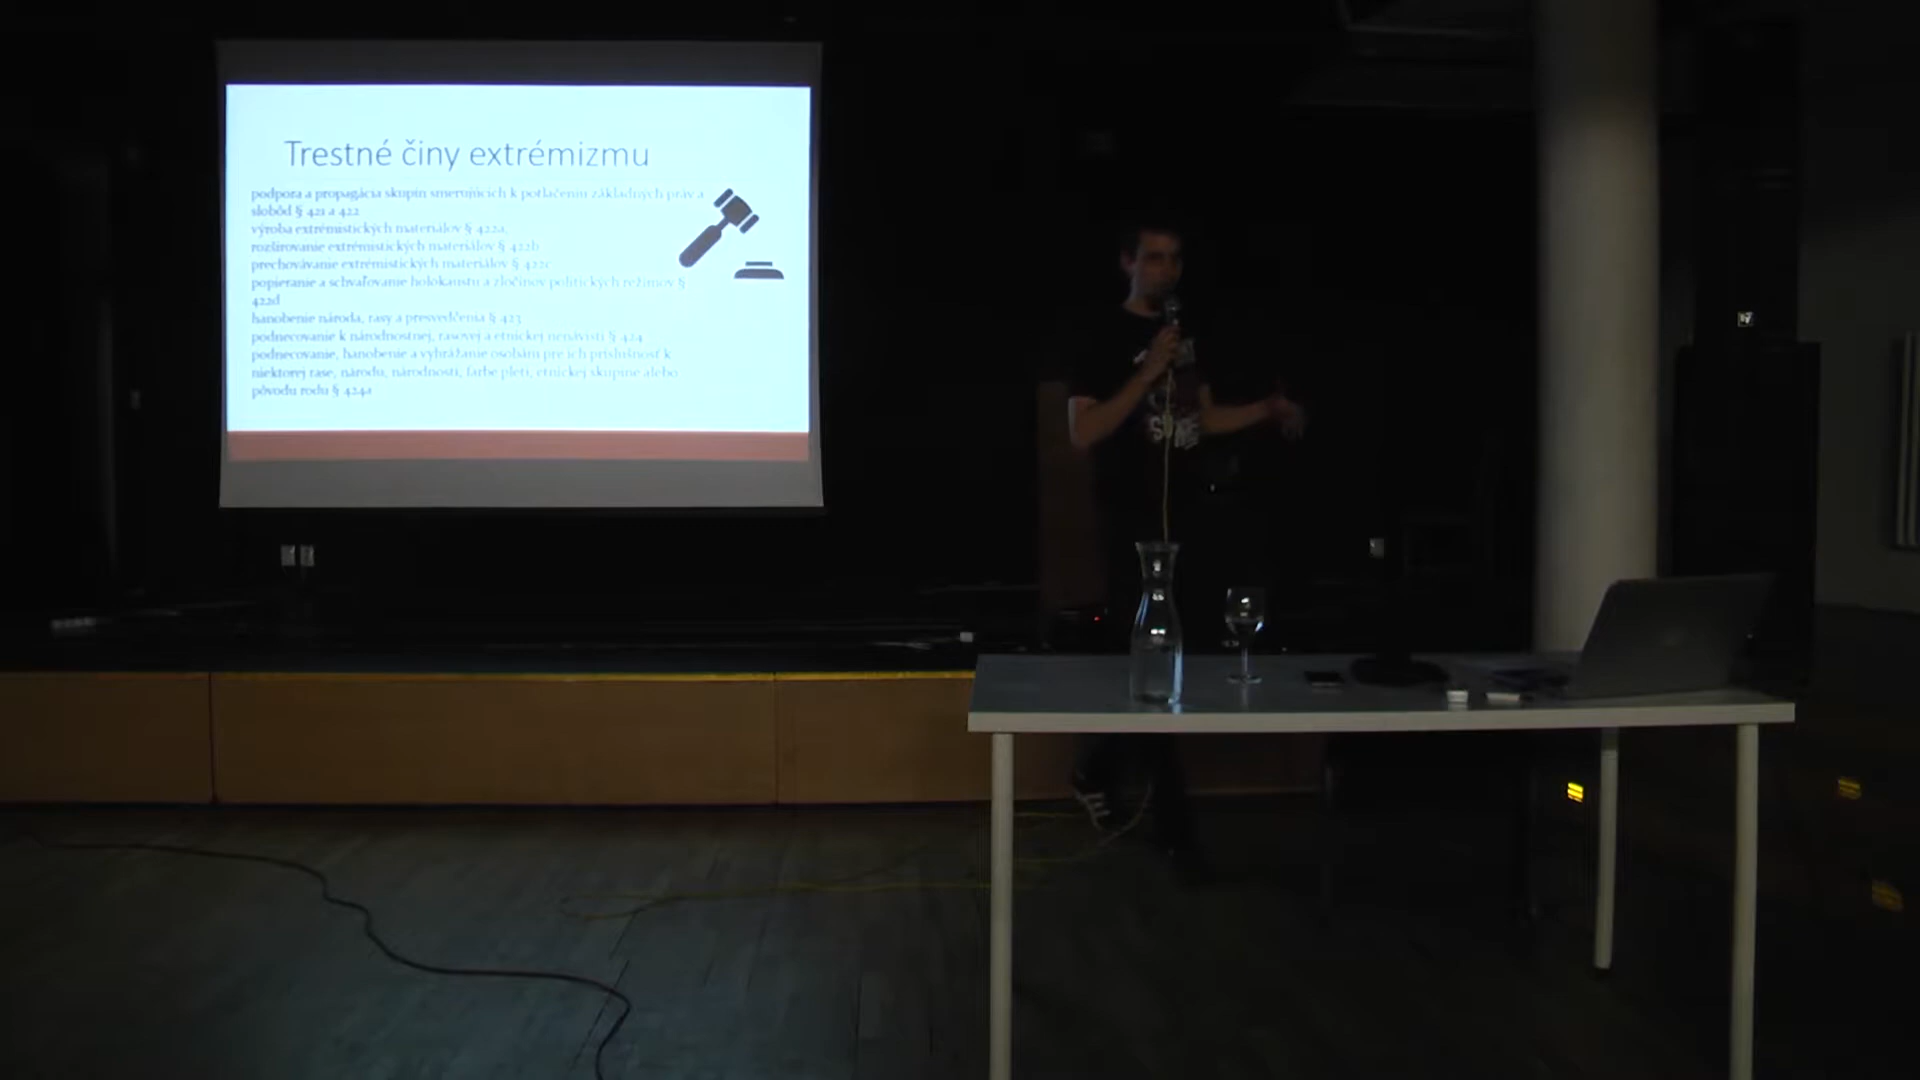 Trestné činy extrémizmu
podpora a propagácia skupín smerujúcich k potlačeniu základných práv a
slobôd § 421 a 422
výroba extrémistických materiálov § 422a,
rozširovanie extrémistických materiálov § 422b
prechovávanie extrémistických materiálov § 422c
popieranie a schvaľovanie holokaustu a zločinov politických režimov §
422d
hanobenie národa, rasy a presvedčenia § 423
podnecovanie k národnostnej, rasovej a etnickej nenávisti § 424
podnecovanie, hanobenie a vyhrážanie osobám pre ich príslušnosť k
niektorej rase, národu, národnosti, farbe pleti, etnickej skupine alebo
pôvodu rodu § 424a